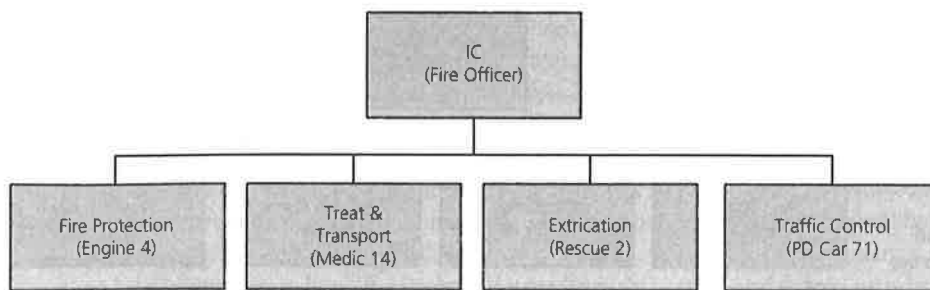 IC
(Fire Officer)
Fire Protection
(Engine 4)
Treat &
Transport
(Medic 14)
Extrication
(Rescue 2)
Traffic Control
(PD Car 71)